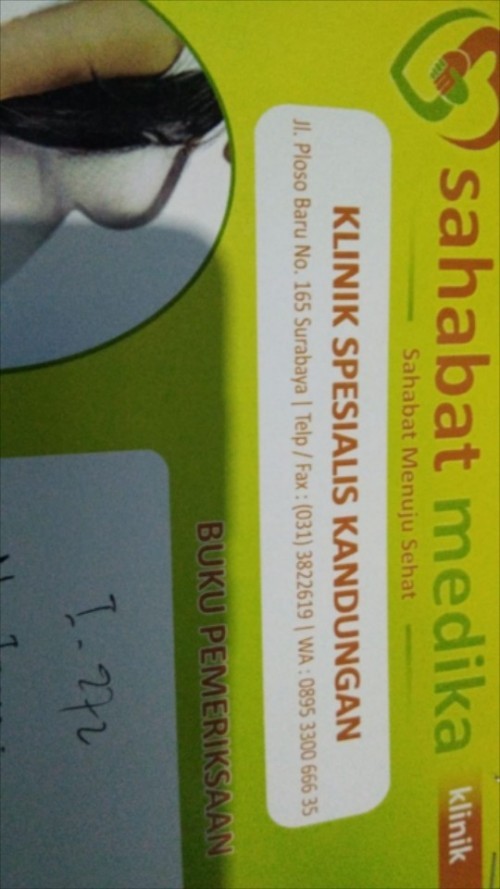 sahabat medika klinik
Sahabat Menuju Sehat
KLINIK SPESIALIS KANDUNGAN
Jl. Ploso Baru No. 165 Surabaya | Telp / Fax : (031) 3822619 | WA : 0895 3300 666 35
BUKU PEMERIKSAAN